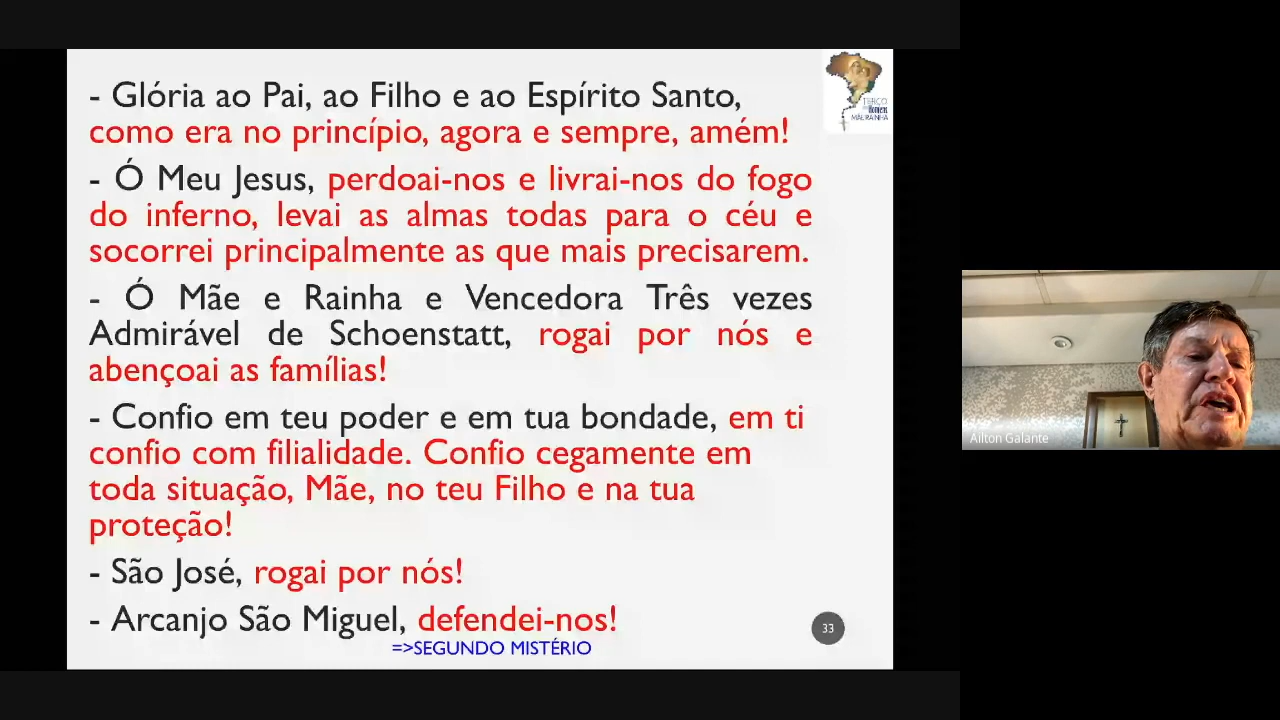 - Glória ao Pai, ao Filho e ao Espírito Santo,
como era no princípio, agora e sempre, amém!
- Ó Meu Jesus, perdoai-nos e livrai-nos do fogo
do inferno, levai as almas todas para o céu e
socorrei principalmente as que mais precisarem.
- Ó Mãe e Rainha e Vencedora Três vezes
Admirável de Schoenstatt, rogai por nós e
abençoai as famílias!
- Confio em teu poder e em tua bondade, em ti
confio com filialidade. Confio cegamente em
toda situação, Mãe, no teu Filho e na tua
proteção!
- São José, rogai por nós!
- Arcanjo São Miguel, defendei-nos!
=>SEGUNDO MISTÉRIO
33
TERÇO
Homens
MÃE RAINHA
Ailton Galante